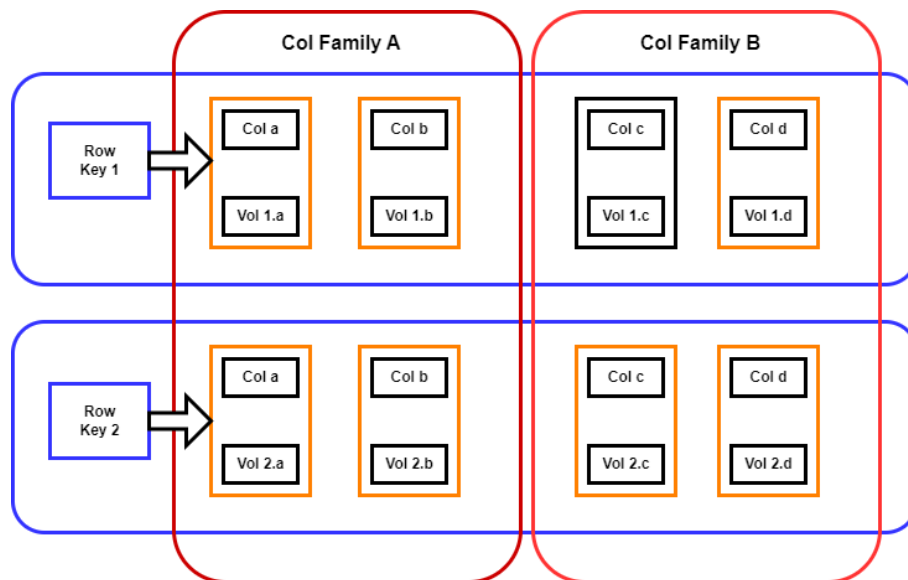 Col Family A
Col Family B
Row
Key 1
Col a
Col b
Col c
Col d
Vol 1.a
Vol 1.b
Vol 1.c
Vol 1.d
Row
Key 2
Col a
Col b
Col c
Col d
Vol 2.a
Vol 2.b
Vol 2.c
Vol 2.d